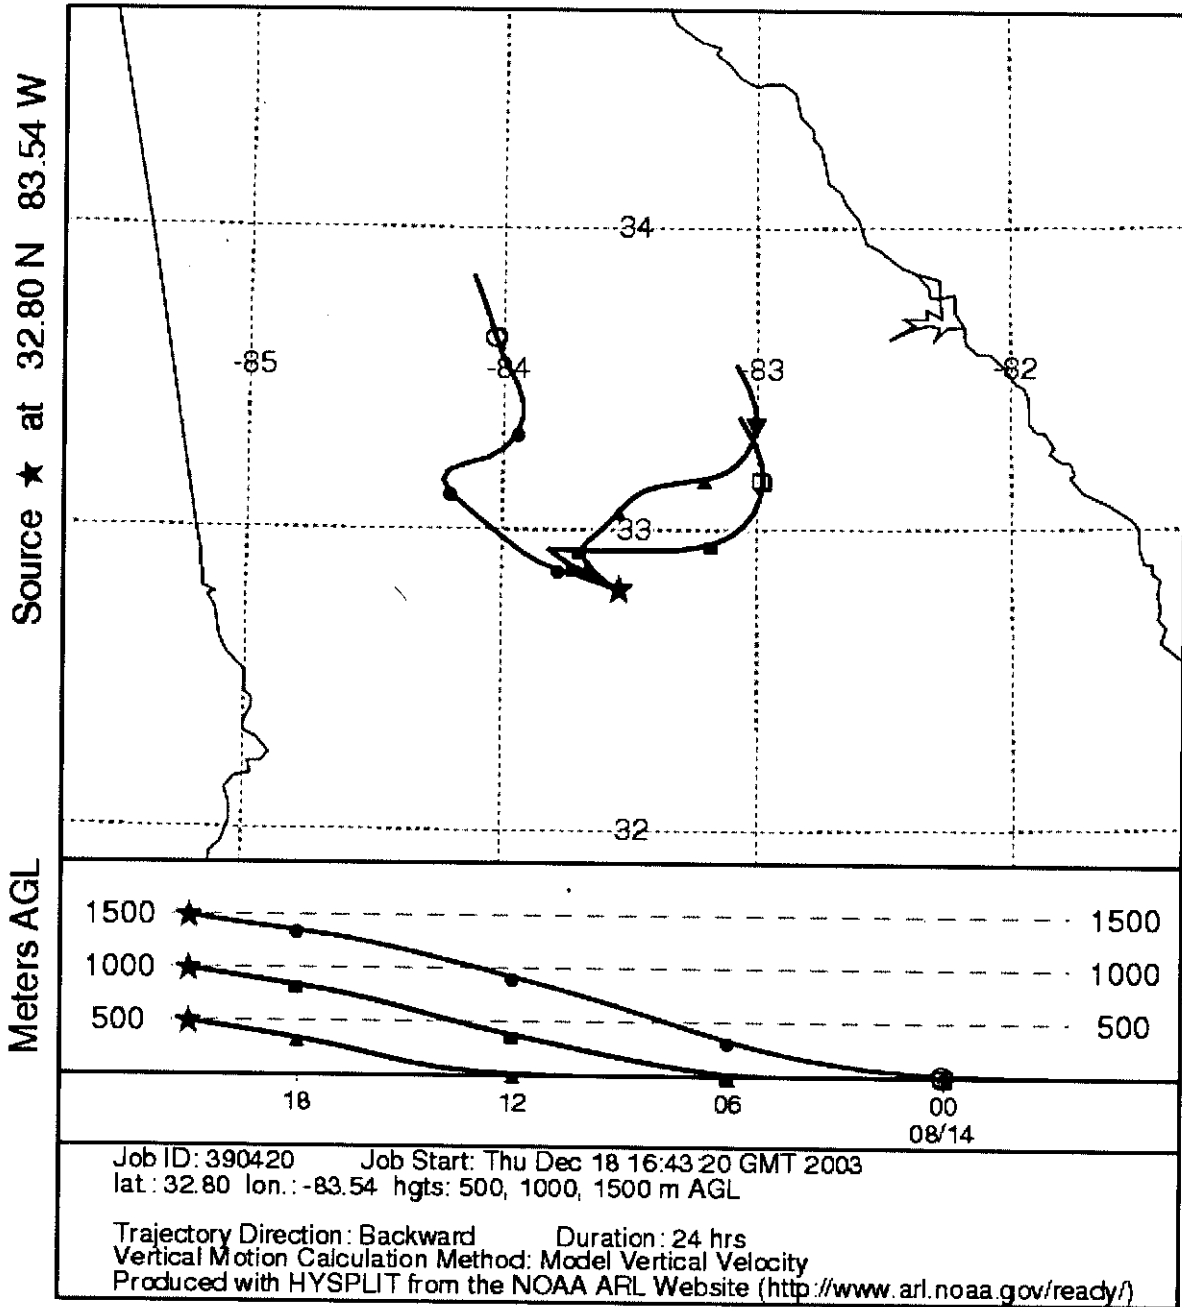 Source ★ at 32.80 N 83.54 W
34
-85
-84
-83
-82
33
32
Meters AGL
1500 1500
1000 1000
500 500
18 12 06 00
08/14
Job ID: 390420 Job Start: Thu Dec 18 16:43:20 GMT 2003
lat.: 32.80 lon.: -83.54 hgts: 500, 1000, 1500 m AGL
Trajectory Direction: Backward Duration: 24 hrs
Vertical Motion Calculation Method: Model Vertical Velocity
Produced with HYSPLIT from the NOAA ARL Website (http://www.arl.noaa.gov/ready/)